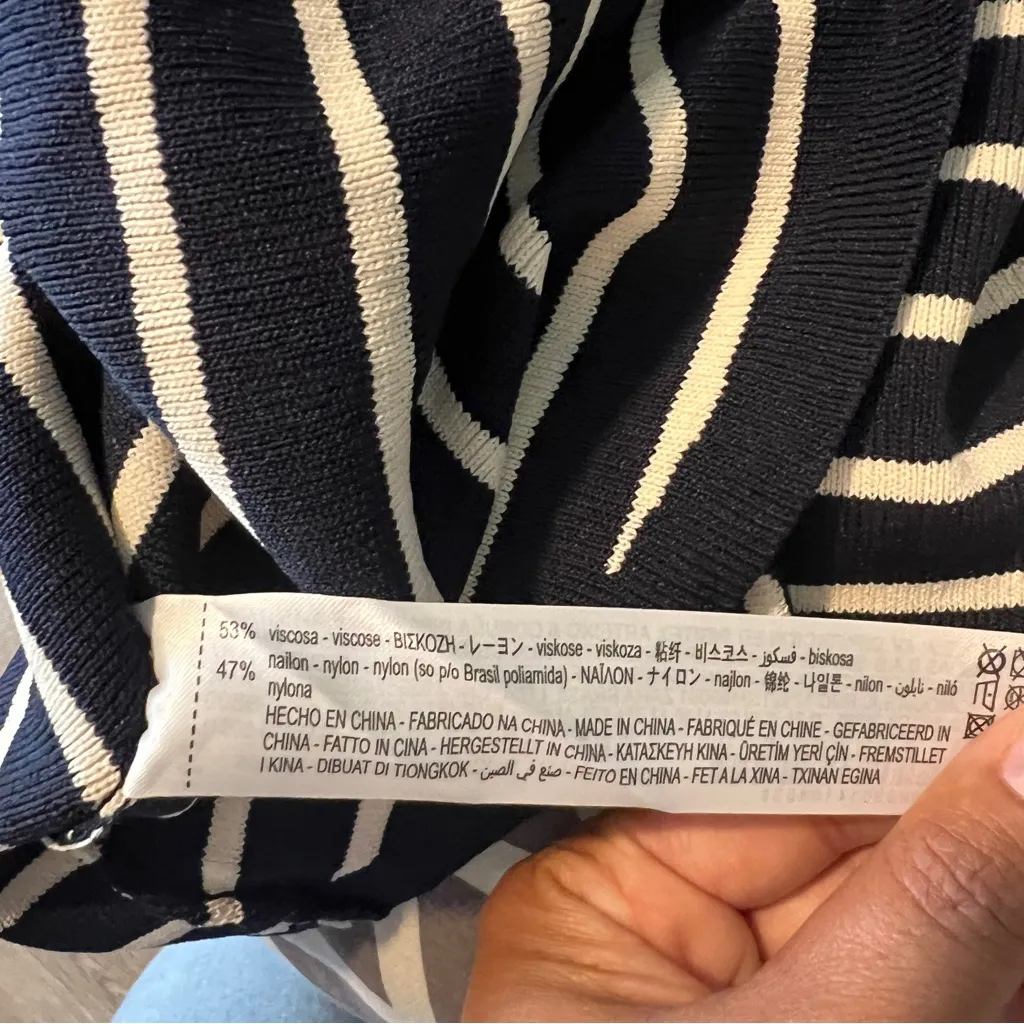 53% viscosa - viscose - ΒΙΣΚΟΖΗ - レーヨン - viskose - viskoza - 粘纤 - 비스코스 - فسكوز - biskosa
47% nailon - nylon - nylon (so p/o Brasil poliamida) - ΝΑΪΛΟΝ - ナイロン - najlon - 锦纶 - 나일론 - nilon - نايلون - niló
nylona
HECHO EN CHINA - FABRICADO NA CHINA - MADE IN CHINA - FABRIQUÉ EN CHINE - GEFABRICEERD IN
CHINA - FATTO IN CINA - HERGESTELLT IN CHINA - ΚΑΤΑΣΚΕΥΗ ΚΙΝΑ - ÜRETİM YERİ ÇİN - FREMSTILLET
I KINA - DIBUAT DI TIONGKOK - صنع في الصين - FEITO EN CHINA - FET A LA XINA - TXINAN EGINA